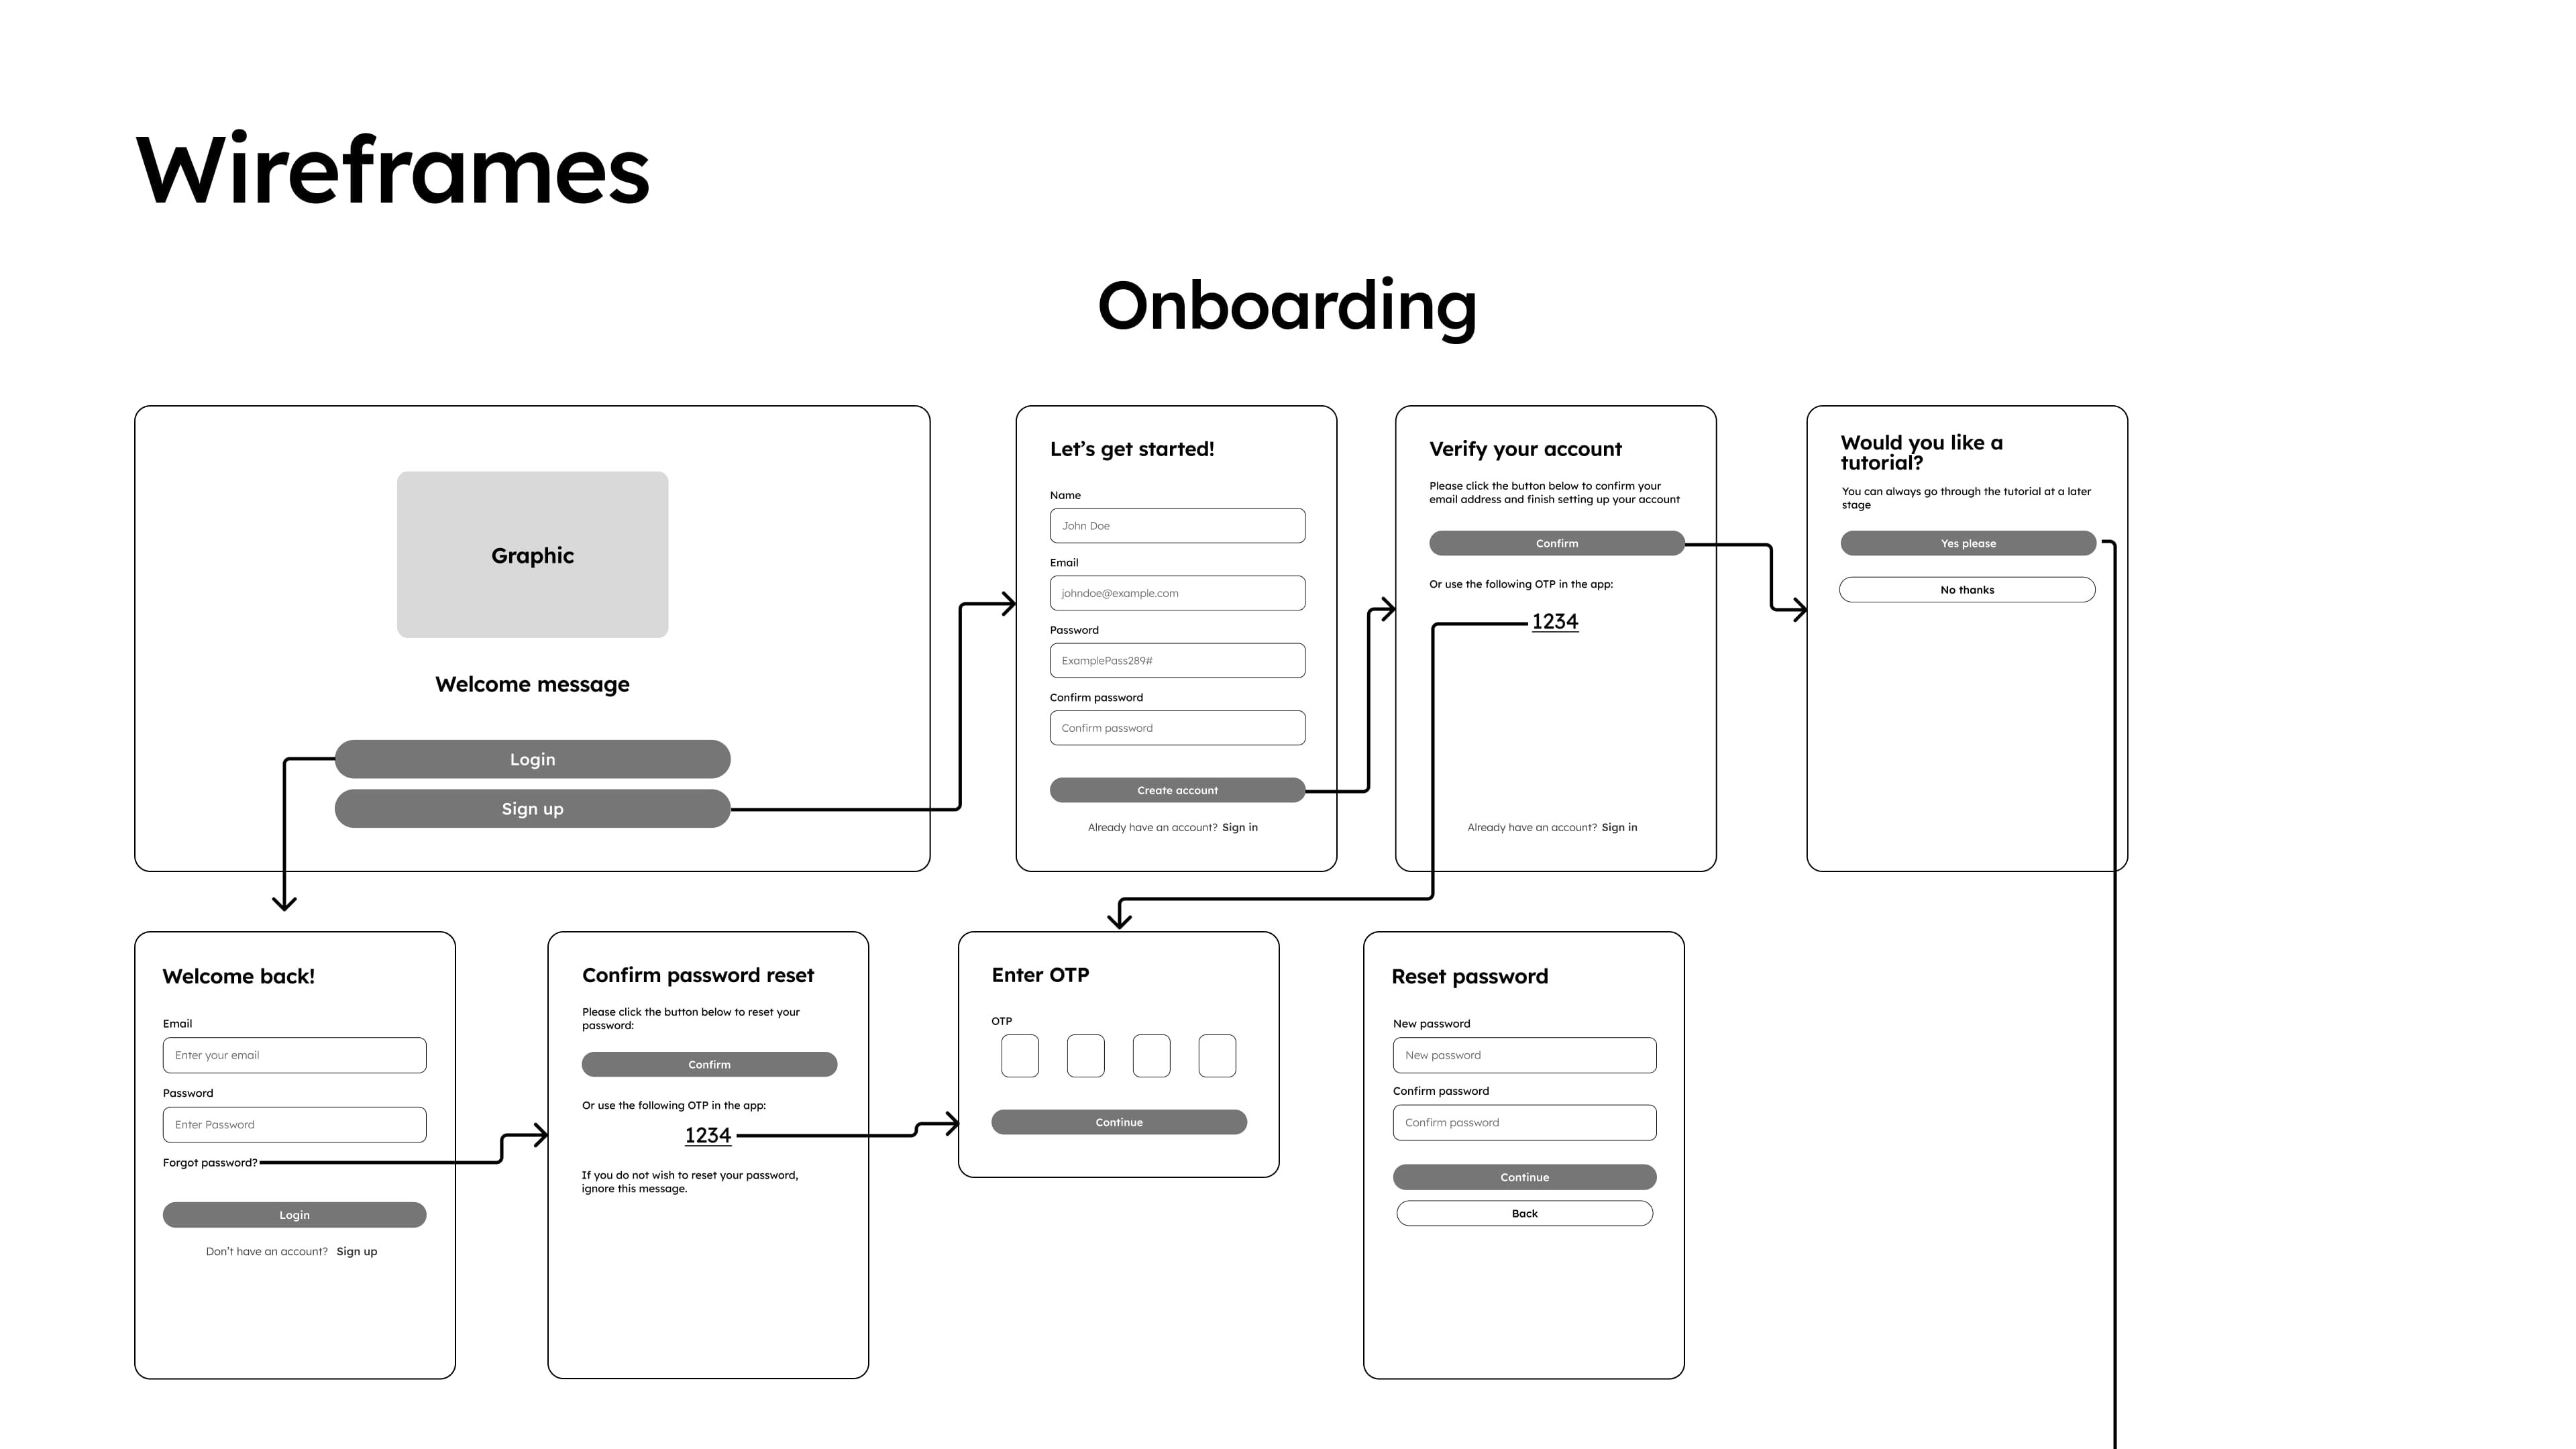 Wireframes
Onboarding
Graphic
Welcome message
Login
Sign up
Let’s get started!
Name
John Doe
Email
johndoe@example.com
Password
ExamplePass289#
Confirm password
Confirm password
Create account
Already have an account? Sign in
Verify your account
Please click the button below to confirm your
email address and finish setting up your account
Confirm
Or use the following OTP in the app:
1234
Already have an account? Sign in
Would you like a
tutorial?
You can always go through the tutorial at a later
stage
Yes please
No thanks
Welcome back!
Email
Enter your email
Password
Enter Password
Forgot password?
Login
Don’t have an account? Sign up
Confirm password reset
Please click the button below to reset your
password:
Confirm
Or use the following OTP in the app:
1234
If you do not wish to reset your password,
ignore this message.
Enter OTP
OTP
Continue
Reset password
New password
New password
Confirm password
Confirm password
Continue
Back